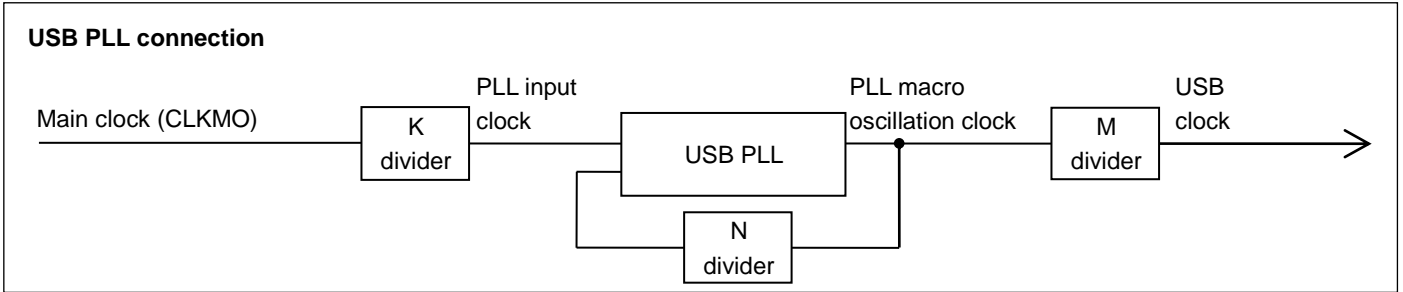 USB PLL connection
Main clock (CLKMO)
K
divider
PLL input
clock
USB PLL
PLL macro
oscillation clock
M
divider
USB
clock
N
divider